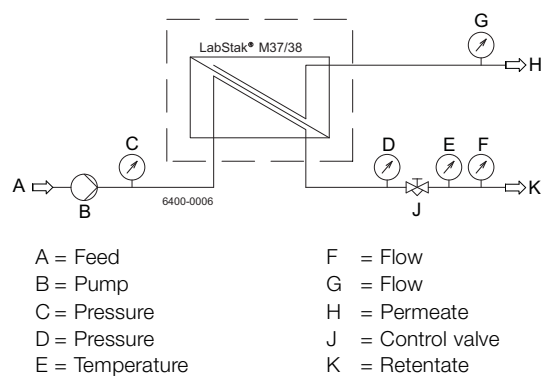 G
LabStak® M37/38
H
C
D
E
F
A
B
6400-0006
J
K
A = Feed
B = Pump
C = Pressure
D = Pressure
E = Temperature
F = Flow
G = Flow
H = Permeate
J = Control valve
K = Retentate